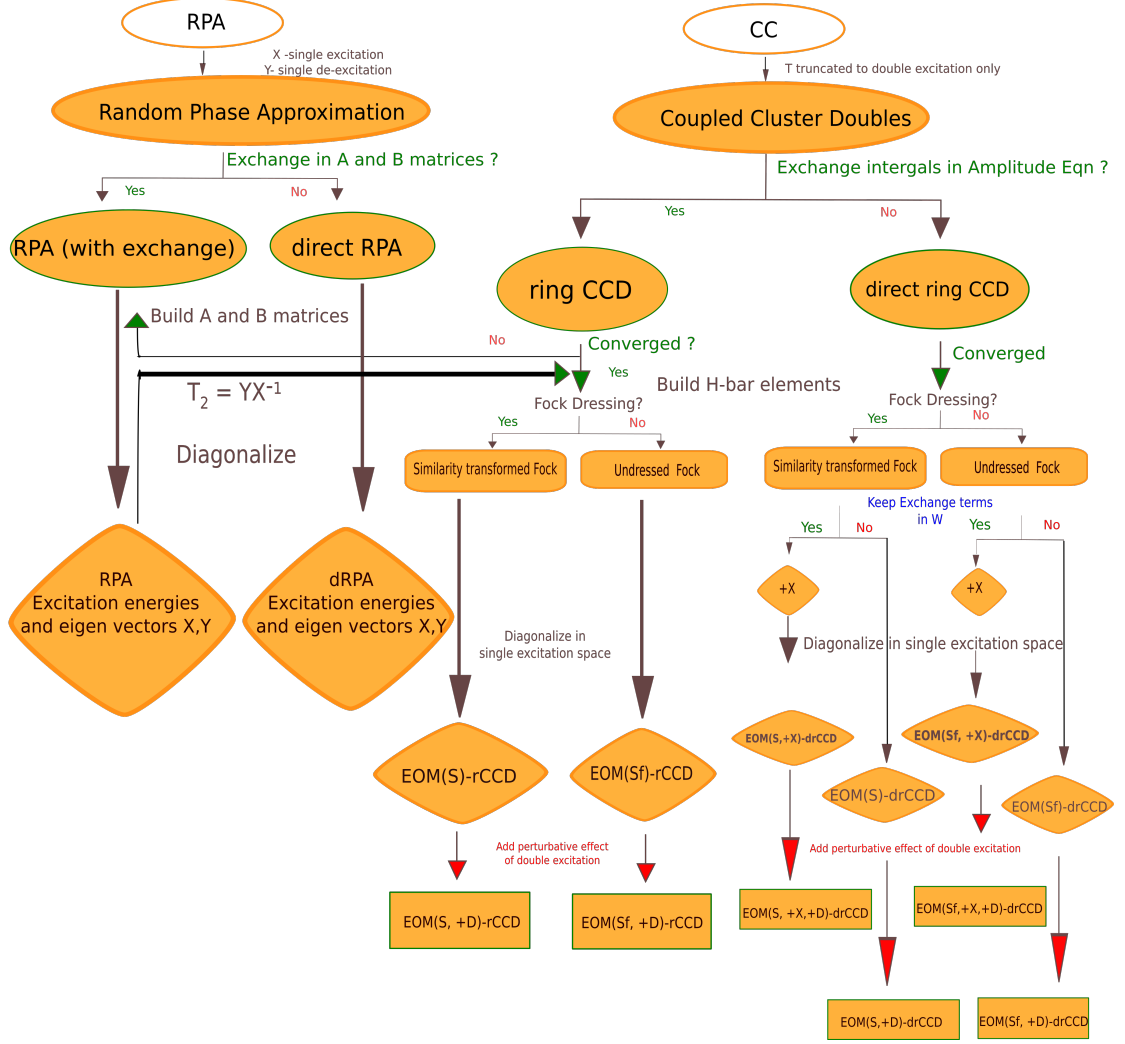 RPA
CC
X -single excitation
Y- single de-excitation
T truncated to double excitation only
Random Phase Approximation
Coupled Cluster Doubles
Exchange in A and B matrices ?
Exchange intergals in Amplitude Eqn ?
Yes
No
Yes
No
RPA (with exchange)
direct RPA
ring CCD
direct ring CCD
Build A and B matrices
No
Converged ?
Converged
Yes
T2 = YX-1
Build H-bar elements
Fock Dressing?
Fock Dressing?
Yes
No
Yes
No
Diagonalize
Similarity transformed Fock
Undressed Fock
Similarity transformed Fock
Undressed Fock
Keep Exchange terms
in W
Yes
No
Yes
No
RPA
Excitation energies
and eigen vectors X,Y
dRPA
Excitation energies
and eigen vectors X,Y
+X
+X
Diagonalize in
single excitation space
Diagonalize in single excitation space
EOM(S,+X)-drCCD
EOM(Sf, +X)-drCCD
EOM(S)-rCCD
EOM(Sf)-rCCD
EOM(S)-drCCD
EOM(Sf)-drCCD
Add perturbative effect
of double excitation
Add perturbative effect of double excitation
EOM(S, +D)-rCCD
EOM(Sf, +D)-rCCD
EOM(S, +X,+D)-drCCD
EOM(Sf,+X,+D)-drCCD
EOM(S,+D)-drCCD
EOM(Sf, +D)-drCCD